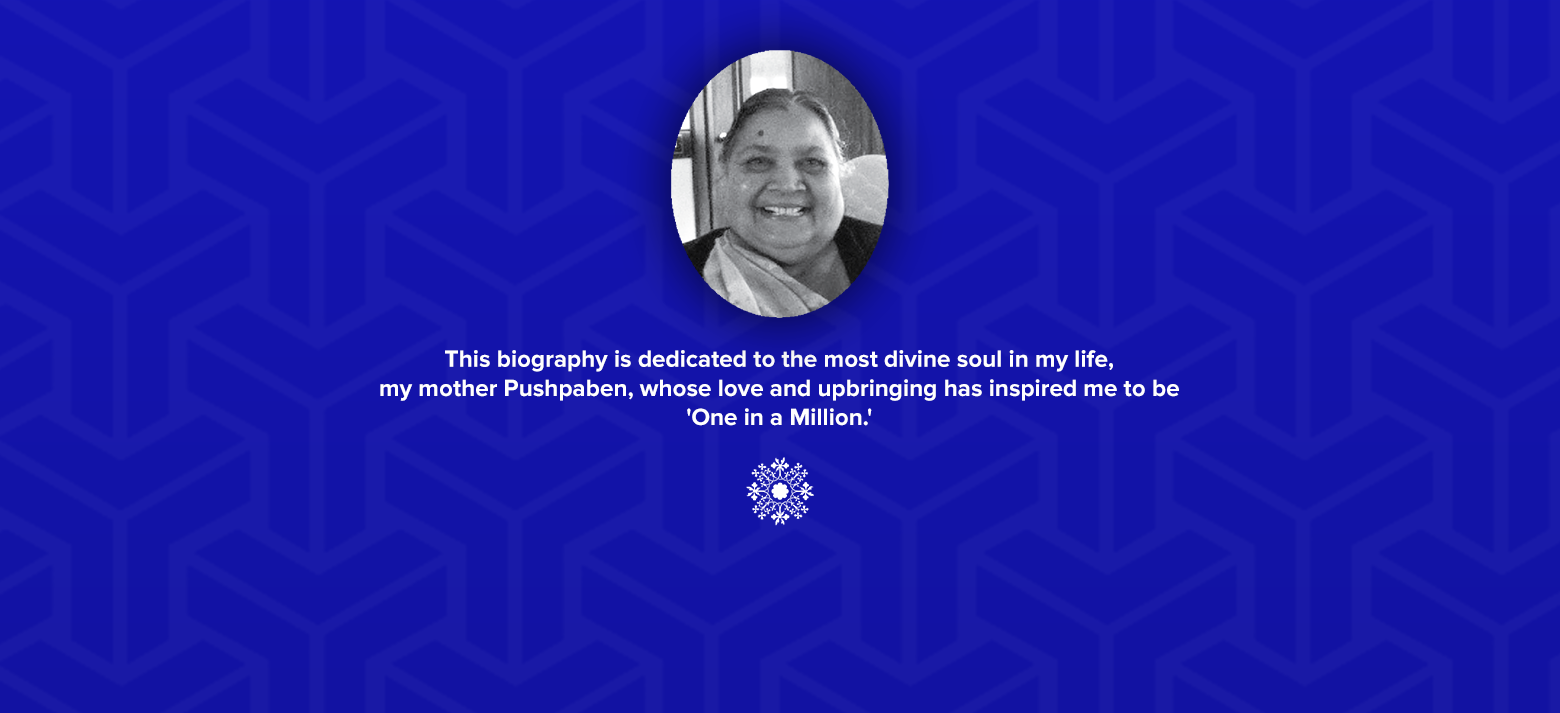 This biography is dedicated to the most divine soul in my life,
my mother Pushpaben, whose love and upbringing has inspired me to be
'One in a Million.'